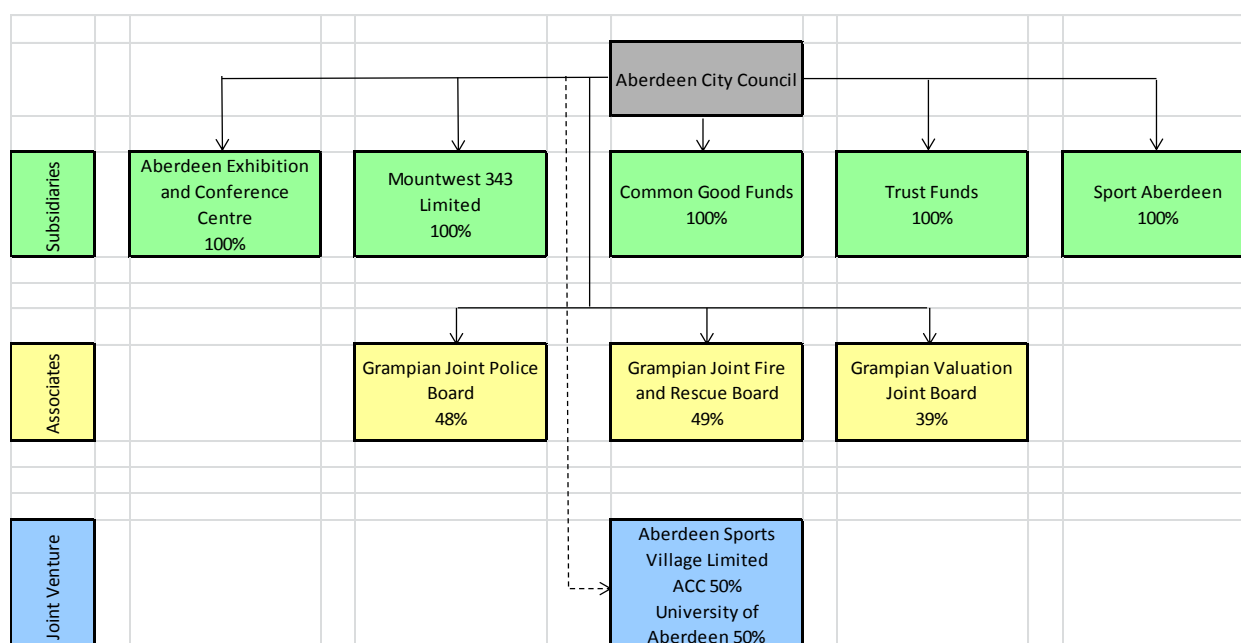 Aberdeen City Council
Subsidiaries
Aberdeen Exhibition
and Conference
Centre
100%
Mountwest 343
Limited
100%
Common Good Funds
100%
Trust Funds
100%
Sport Aberdeen
100%
Associates
Grampian Joint Police
Board
48%
Grampian Joint Fire
and Rescue Board
49%
Grampian Valuation
Joint Board
39%
Joint Venture
Aberdeen Sports
Village Limited
ACC 50%
University of
Aberdeen 50%